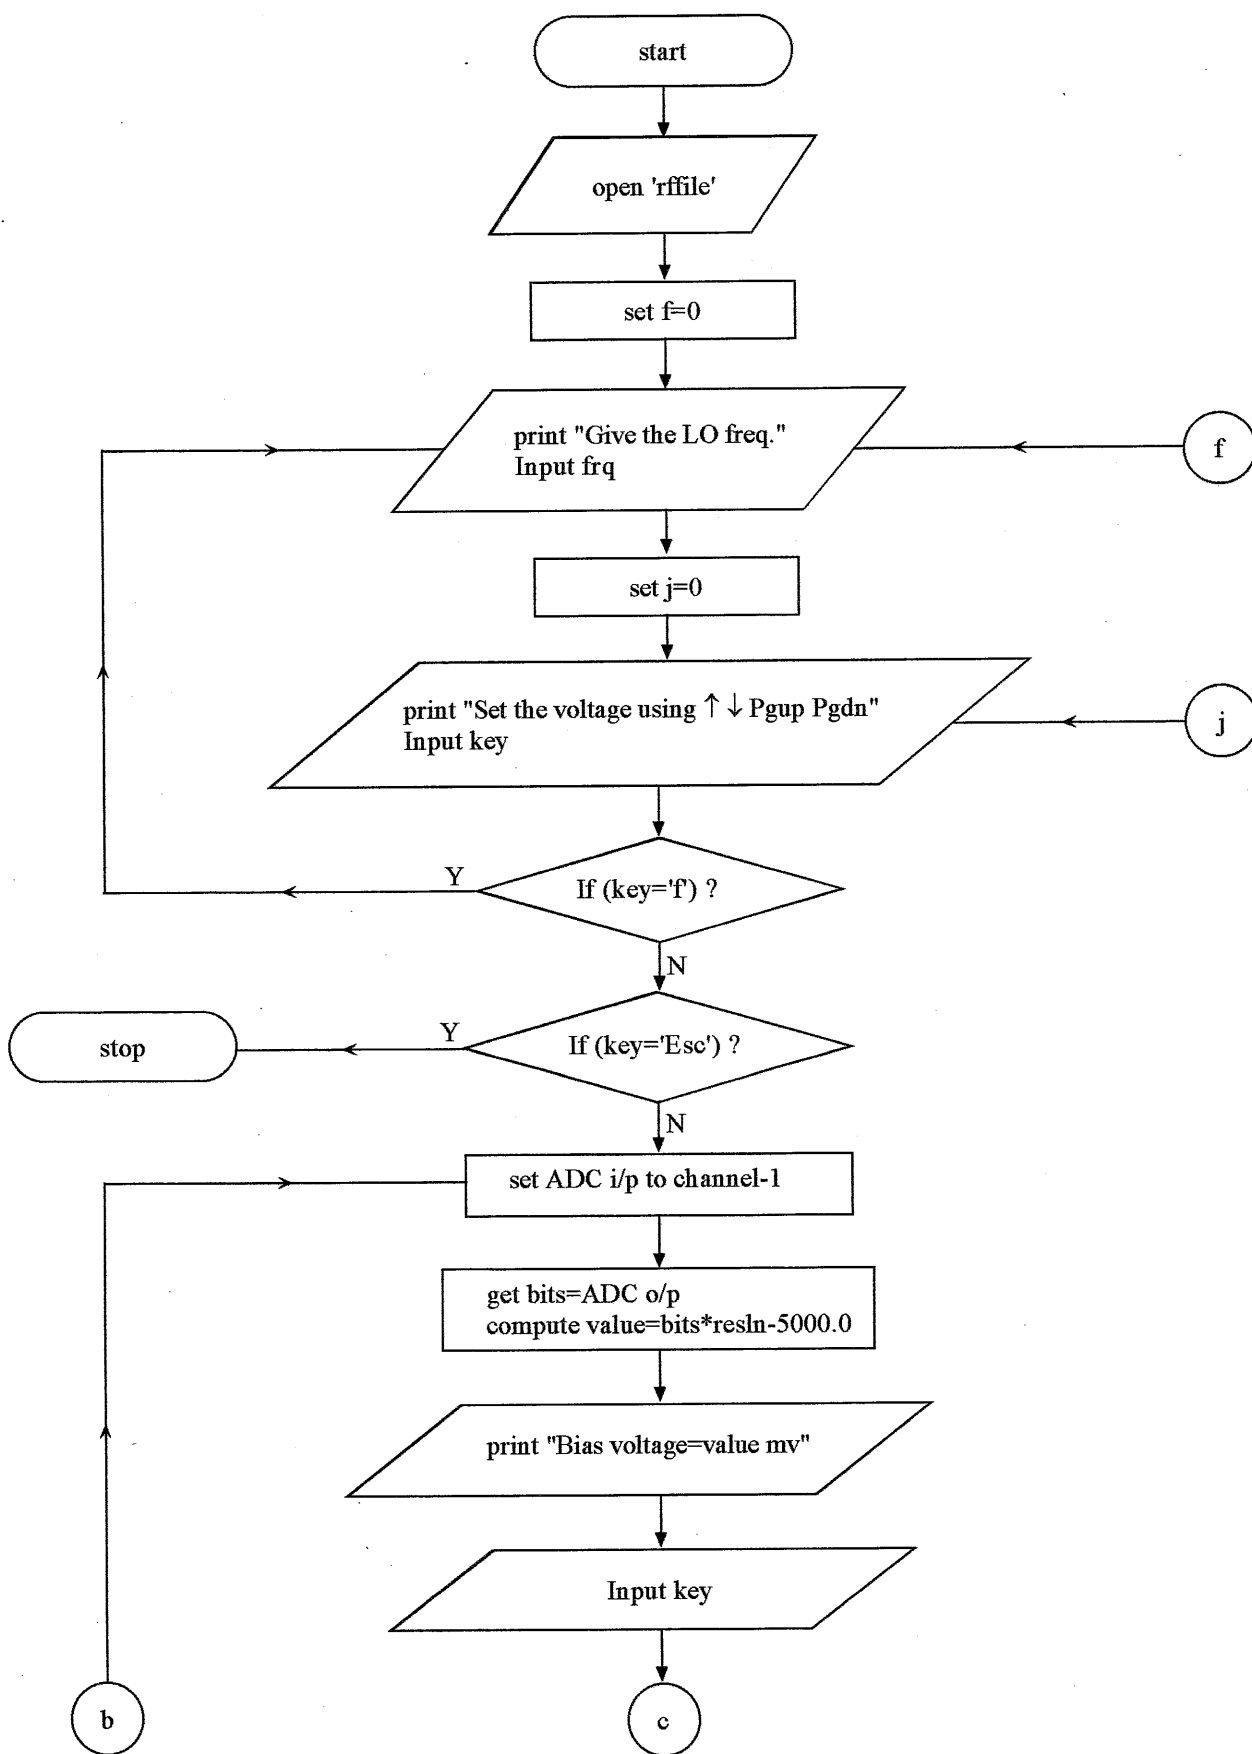 start
open 'rffile'
set f=0
print "Give the LO freq."
Input frq
f
set j=0
print "Set the voltage using ↑ ↓ Pgup Pgdn"
Input key
j
Y
If (key='f') ?
N
stop
Y
If (key='Esc') ?
N
set ADC i/p to channel-1
get bits=ADC o/p
compute value=bits*resln-5000.0
print "Bias voltage=value mv"
Input key
b
c